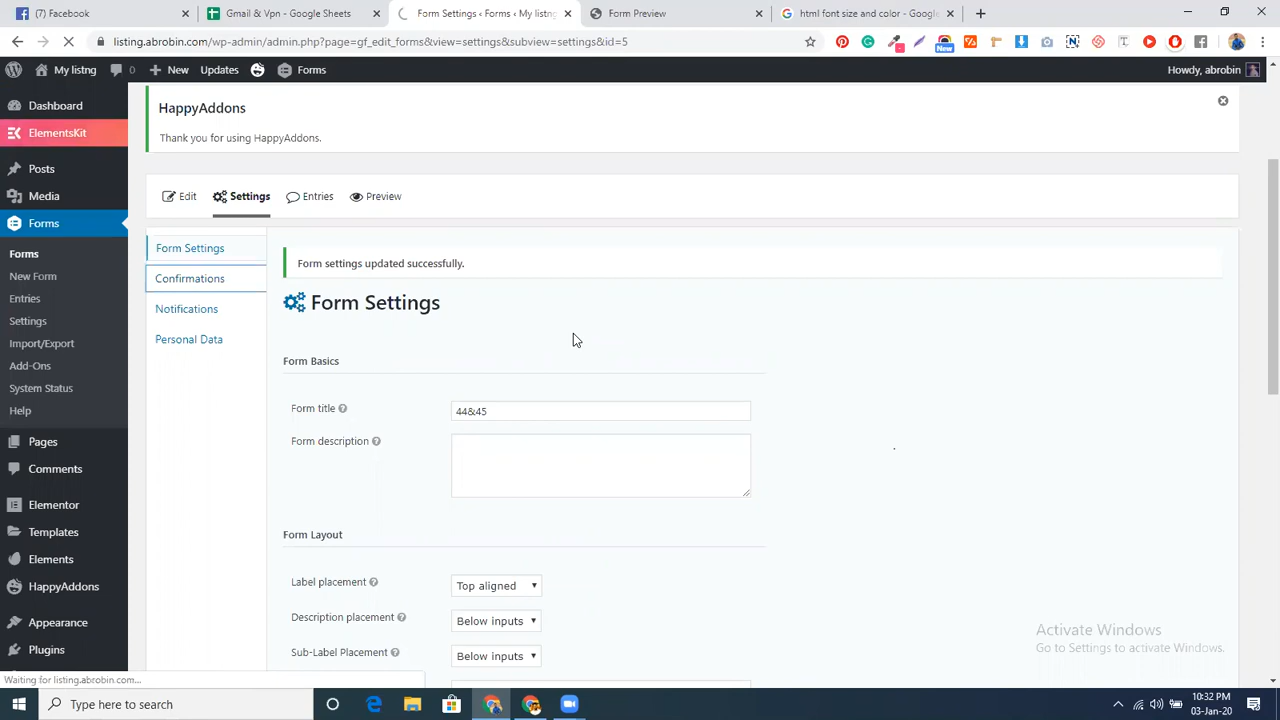 (0) Facebook
Gmail & Vpn - Google Sheets
Form Settings ‹ Forms ‹ My listng
Form Preview
html font size and color - Google
listing.abrobin.com/wp-admin/admin.php?page=gf_edit_forms&view=settings&subview=settings&id=5
New
My listng
0
New
Updates
Forms
Howdy, abrobin
Dashboard
ElementsKit
Posts
Media
Forms
Forms
New Form
Entries
Settings
Import/Export
Add-Ons
System Status
Help
Pages
Comments
Elementor
Templates
Elements
HappyAddons
Appearance
Plugins
HappyAddons
Thank you for using HappyAddons.
Edit
Settings
Entries
Preview
Form Settings
Confirmations
Notifications
Personal Data
Form settings updated successfully.
Form Settings
Form Basics
Form title
44&45
Form description
Form Layout
Label placement
Top aligned
Description placement
Below inputs
Sub-Label Placement
Below inputs
Activate Windows
Go to Settings to activate Windows.
Waiting for listing.abrobin.com...
Type here to search
10:32 PM
03-Jan-20